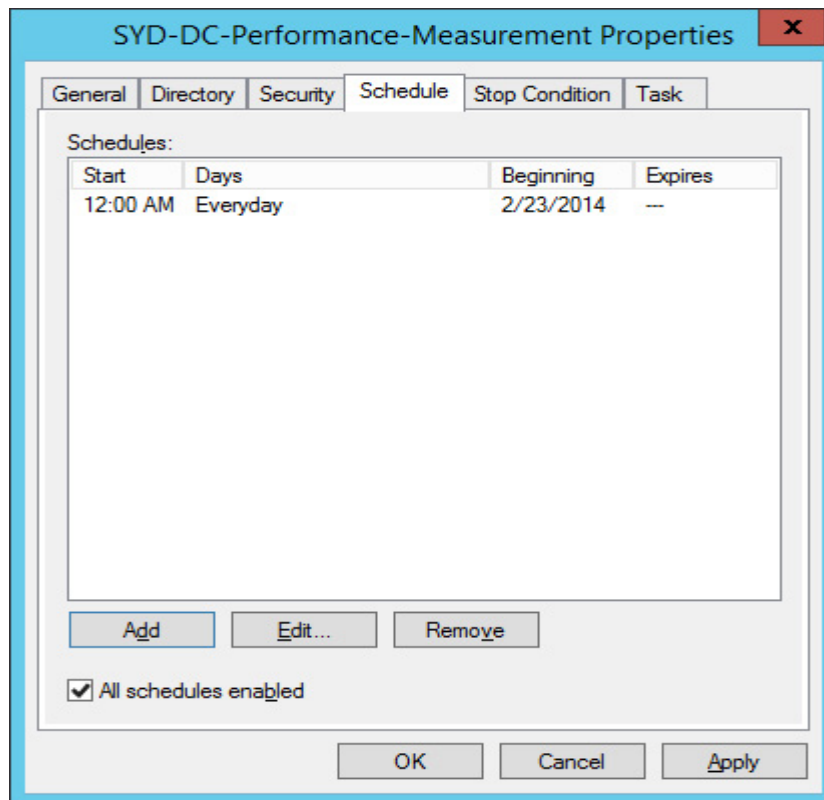 SYD-DC-Performance-Measurement Properties
x
General Directory Security Schedule Stop Condition Task
Schedules:
Start Days Beginning Expires
12:00 AM Everyday 2/23/2014 ---
Add Edit... Remove
All schedules enabled
OK Cancel Apply